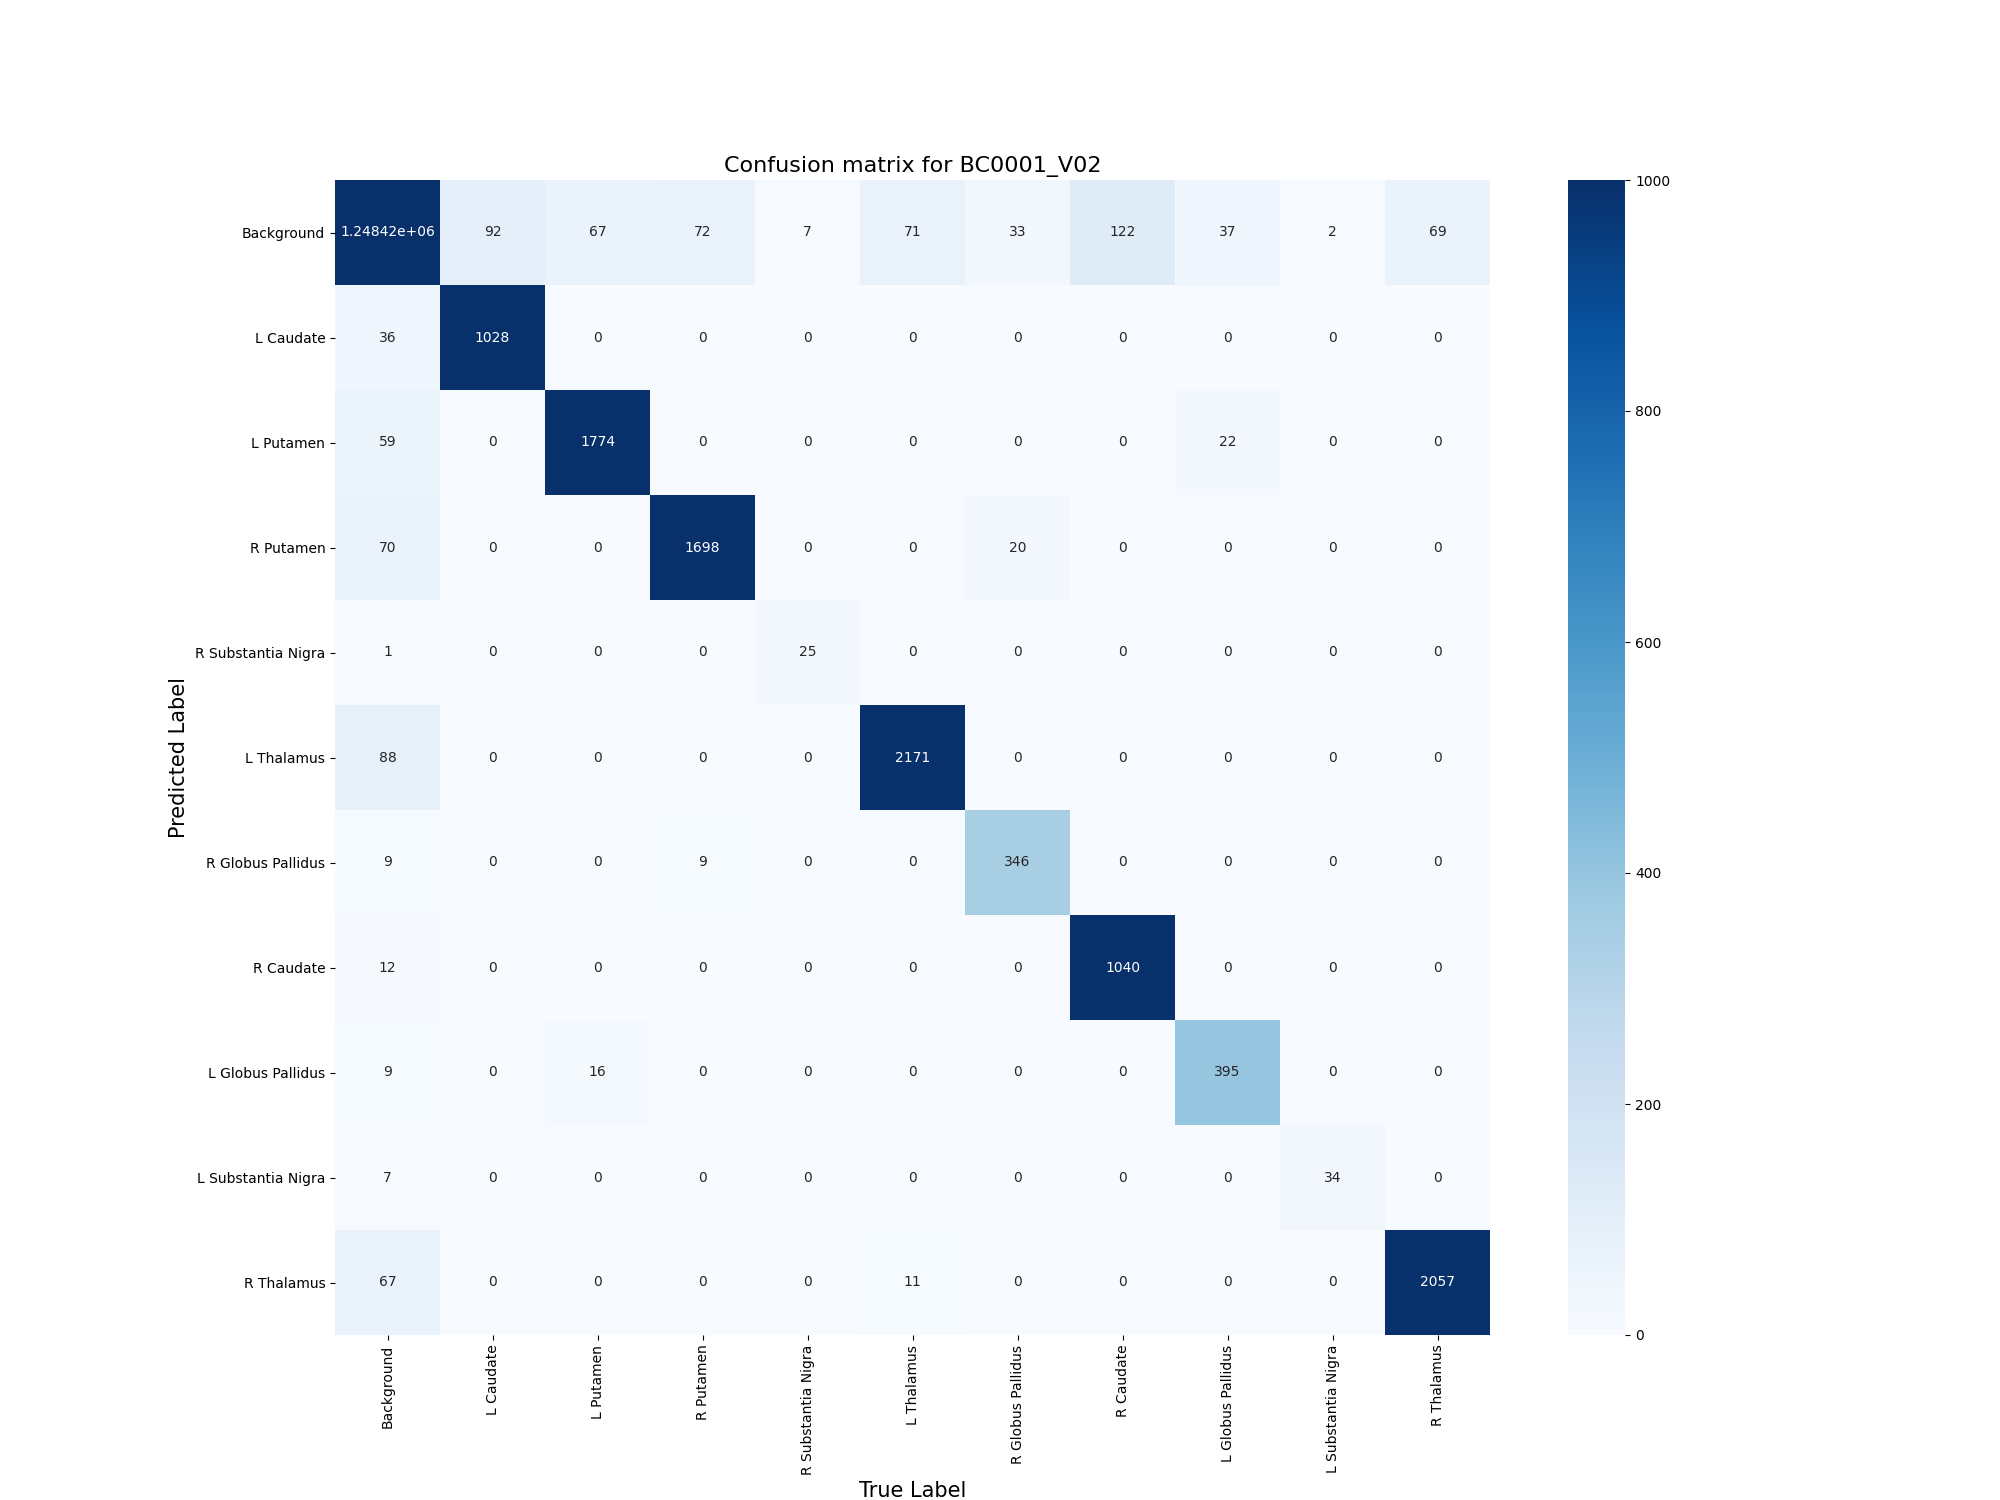 Confusion matrix for BC0001_V02
Background 1.24842e+06 92 67 72 7 71 33 122 37 2 69
L Caudate 36 1028 0 0 0 0 0 0 0 0 0
L Putamen 59 0 1774 0 0 0 0 0 22 0 0
R Putamen 70 0 0 1698 0 0 20 0 0 0 0
R Substantia Nigra 1 0 0 0 25 0 0 0 0 0 0
L Thalamus 88 0 0 0 0 2171 0 0 0 0 0
R Globus Pallidus 9 0 0 9 0 0 346 0 0 0 0
R Caudate 12 0 0 0 0 0 0 1040 0 0 0
L Globus Pallidus 9 0 16 0 0 0 0 0 395 0 0
L Substantia Nigra 7 0 0 0 0 0 0 0 0 34 0
R Thalamus 67 0 0 0 0 11 0 0 0 0 2057
Predicted Label
Background
L Caudate
L Putamen
R Putamen
R Substantia Nigra
L Thalamus
R Globus Pallidus
R Caudate
L Globus Pallidus
L Substantia Nigra
R Thalamus
True Label
1000
800
600
400
200
0